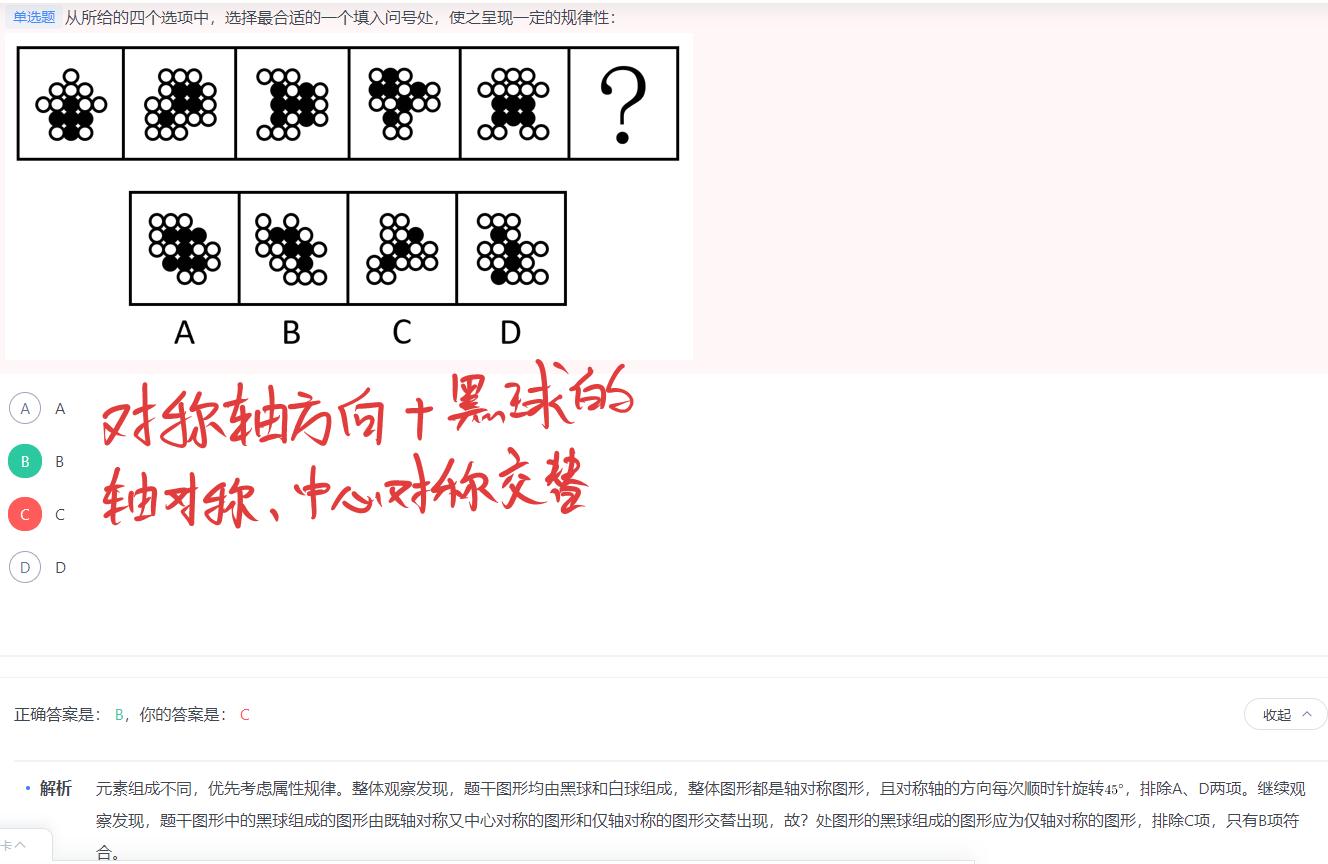 单选题 从所给的四个选项中，选择最合适的一个填入问号处，使之呈现一定的规律性：
?
A B C D
A A
B B
C C
D D
对称轴方向+黑球的
轴对称、中心对称交替
正确答案是： B，你的答案是： C
收起
解析 元素组成不同，优先考虑属性规律。整体观察发现，题干图形均由黑球和白球组成，整体图形都是轴对称图形，且对称轴的方向每次顺时针旋转45°，排除A、D两项。继续观
察发现，题干图形中的黑球组成的图形由既轴对称又中心对称的图形和仅轴对称的图形交替出现，故？处图形的黑球组成的图形应为仅轴对称的图形，排除C项，只有B项符
合。
卡